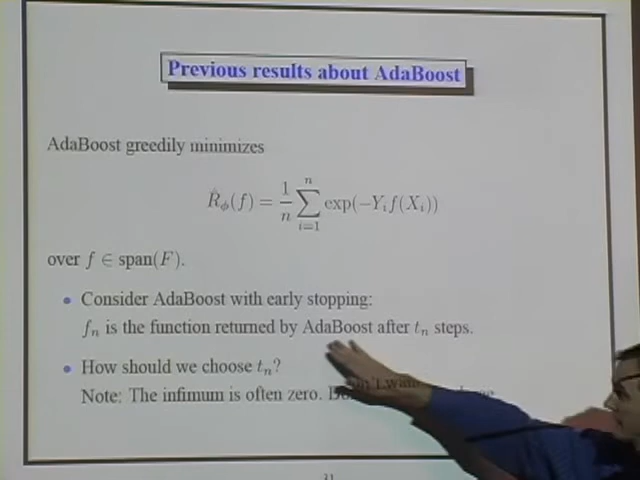 Previous results about AdaBoost
AdaBoost greedily minimizes
R̂_ϕ(f) = 1/n ∑_{i=1}^{n} exp(−Y_i f(X_i))
over f ∈ span(F).
• Consider AdaBoost with early stopping:
f_n is the function returned by AdaBoost after t_n steps.
• How should we choose t_n?
Note: The infimum is often zero. want